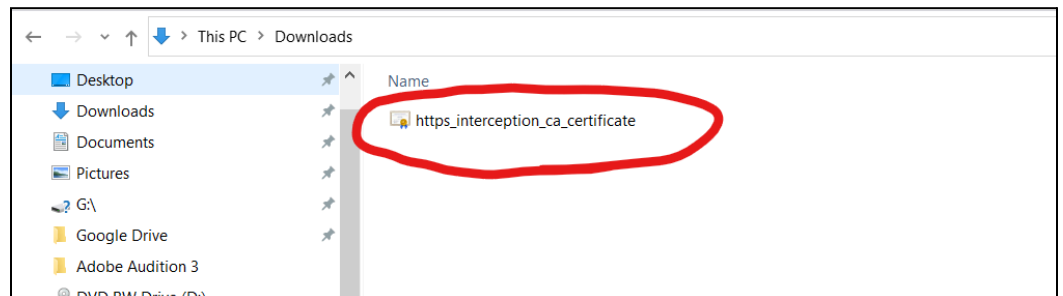 This PC > Downloads
Desktop
Downloads
Documents
Pictures
G:\
Google Drive
Adobe Audition 3
Name
https_interception_ca_certificate